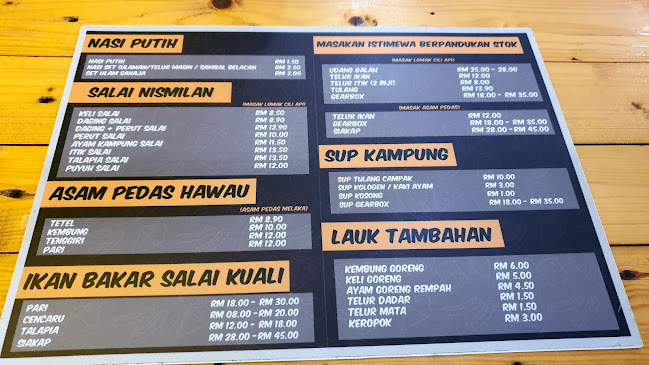 NASI PUTIH
NASI PUTIH RM 1.50
NASI SET (ULAMAN/TELUR MASIN / SAMBAL BELACAN RM 2.50
SET ULAM SAHAJA RM 2.00
SALAI NISMILAN
(MASAK LOMAK CILI API)
KELI SALAI RM 8.50
DAGING SALAI RM 8.90
DAGING + PERUT SALAI RM 12.90
PERUT SALAI RM 10.00
AYAM KAMPUNG SALAI RM 11.50
ITIK SALAI RM 13.50
TALAPIA SALAI RM 13.50
PUYUH SALAI RM 12.00
ASAM PEDAS HAWAU
(ASAM PEDAS MELAKA)
TETEL RM 8.90
KEMBUNG RM 10.00
TENGGIRI RM 12.00
PARI RM 12.00
IKAN BAKAR SALAI KUALI
PARI RM 18.00 - RM 30.00
CENCARU RM 08.00 - RM 20.00
TALAPIA RM 12.00 - RM 18.00
SIAKAP RM 28.00 - RM 45.00
MASAKAN ISTIMEWA BERPANDUKAN STOK
(MASAK LOMAK CILI API)
UDANG GALAH RM 25.00 - 28.00
TELUR IKAN RM 12.00
TELUR ITIK (2 BIJI) RM 8.00
TULANG RM 13.90
GEARBOX RM 18.00 - RM 35.00
(MASAK ASAM PEDAS)
TELUR IKAN RM 12.00
GEARBOX RM 18.00 - RM 35.00
SIAKAP RM 28.00 - RM 45.00
SUP KAMPUNG
SUP TULANG CAMPAK RM 10.00
SUP KOLOGEN / KAKI AYAM RM 3.00
SUP KOSONG RM 1.00
SUP GEARBOX RM 18.00 - RM 35.00
LAUK TAMBAHAN
KEMBUNG GORENG RM 6.00
KELI GORENG RM 5.00
AYAM GORENG REMPAH RM 4.50
TELUR DADAR RM 1.50
TELUR MATA RM 1.50
KEROPOK RM 3.00